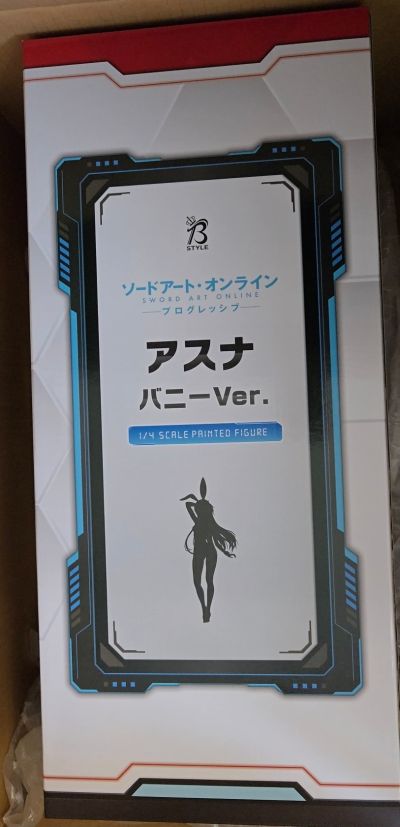 B
STYLE
ソードアート・オンライン
SWORD ART ONLINE
プログレッシブ
アスナ
バニーVer.
1/4 SCALE PAINTED FIGURE